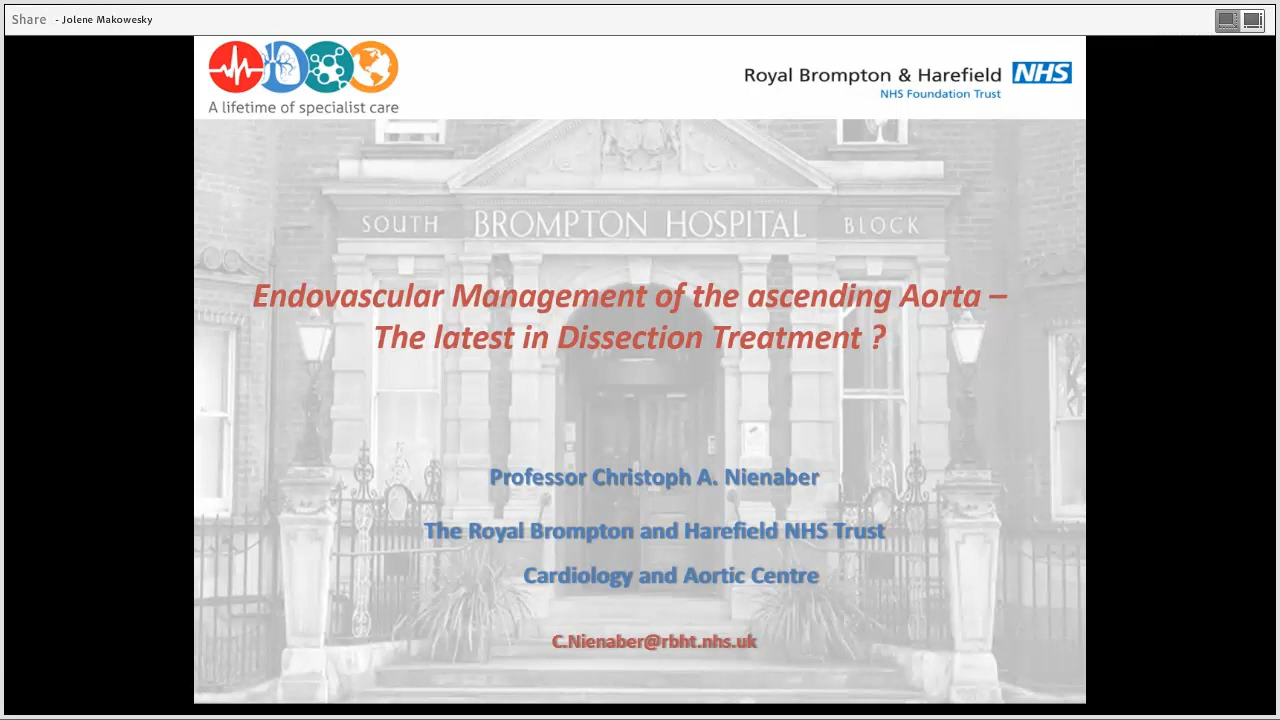 Share - Jolene Makowesky
A lifetime of specialist care
Royal Brompton & Harefield NHS
NHS Foundation Trust
SOUTH BROMPTON HOSPITAL BLOCK
Endovascular Management of the ascending Aorta –
The latest in Dissection Treatment ?
Professor Christoph A. Nienaber
The Royal Brompton and Harefield NHS Trust
Cardiology and Aortic Centre
C.Nienaber@rbht.nhs.uk